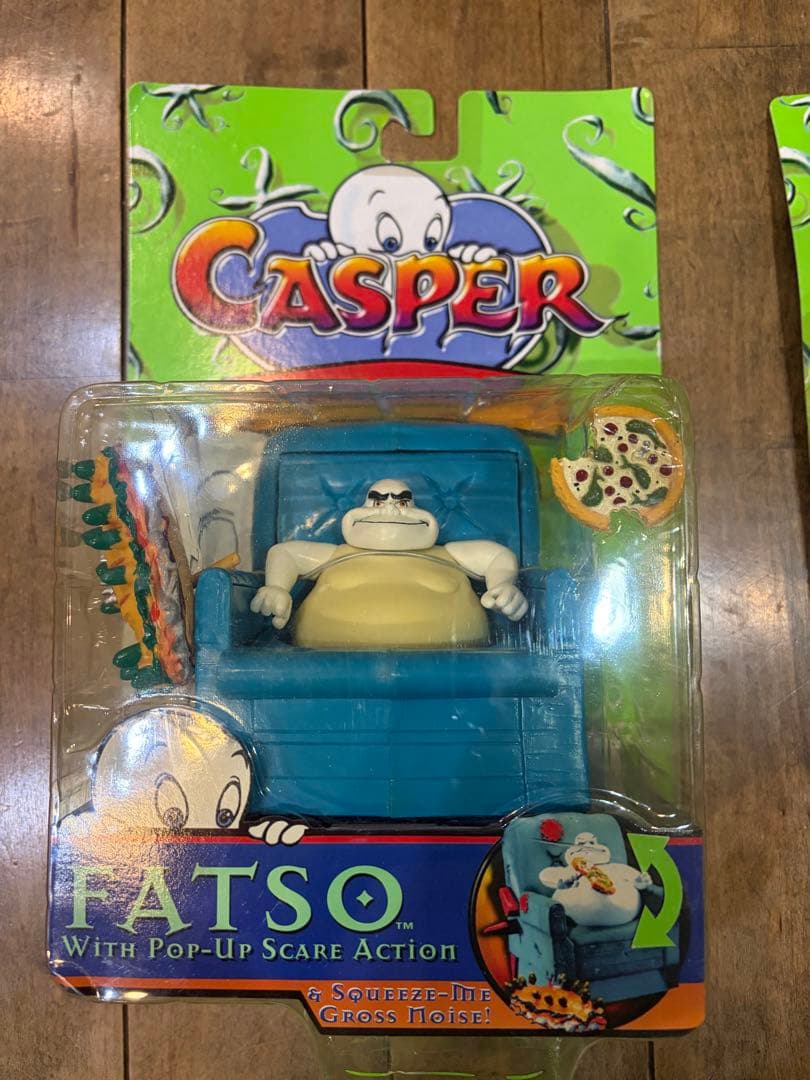 CASPER
FATSO™
WITH POP-UP SCARE ACTION
& SQUEEZE-ME
GROSS NOISE!